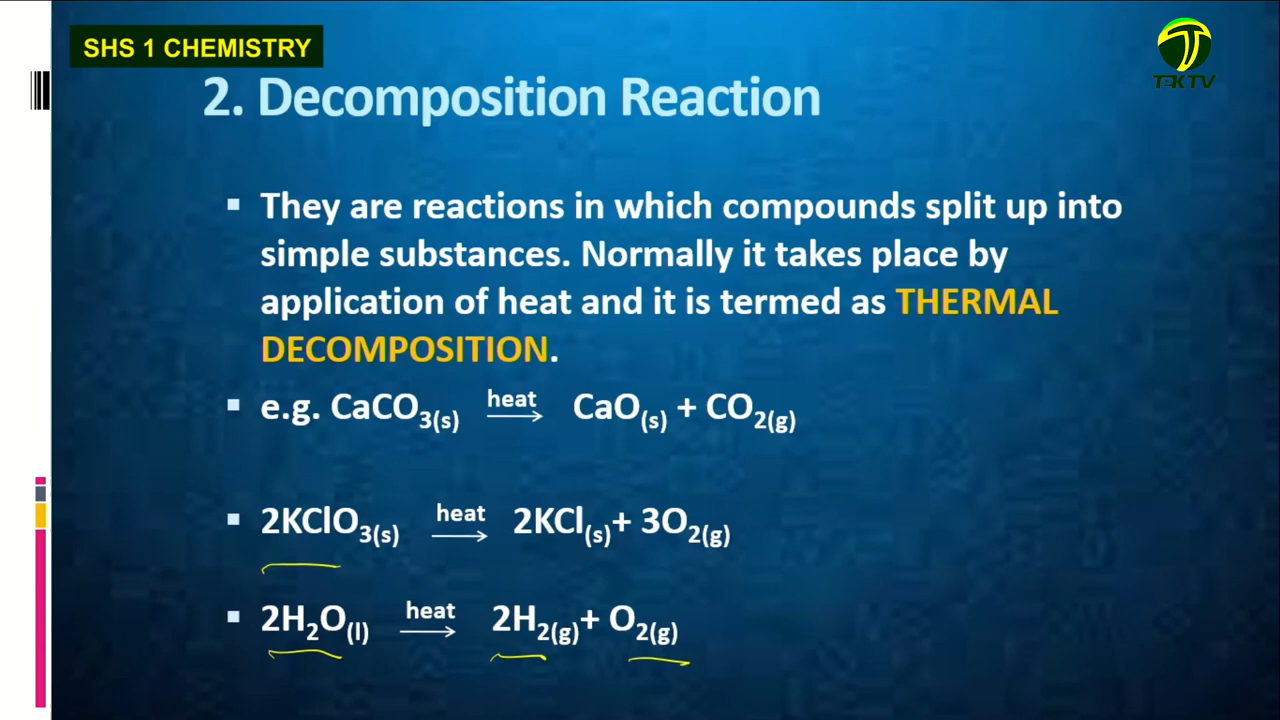 SHS 1 CHEMISTRY
TEKTV
2. Decomposition Reaction
▪ They are reactions in which compounds split up into
simple substances. Normally it takes place by
application of heat and it is termed as THERMAL
DECOMPOSITION.
▪ e.g. CaCO₃₍ₛ₎ heat → CaO₍ₛ₎ + CO₂(g)
▪ 2KClO₃₍ₛ₎ heat → 2KCl₍ₛ₎+ 3O₂(g)
▪ 2H₂O(l) heat → 2H₂(g)+ O₂(g)